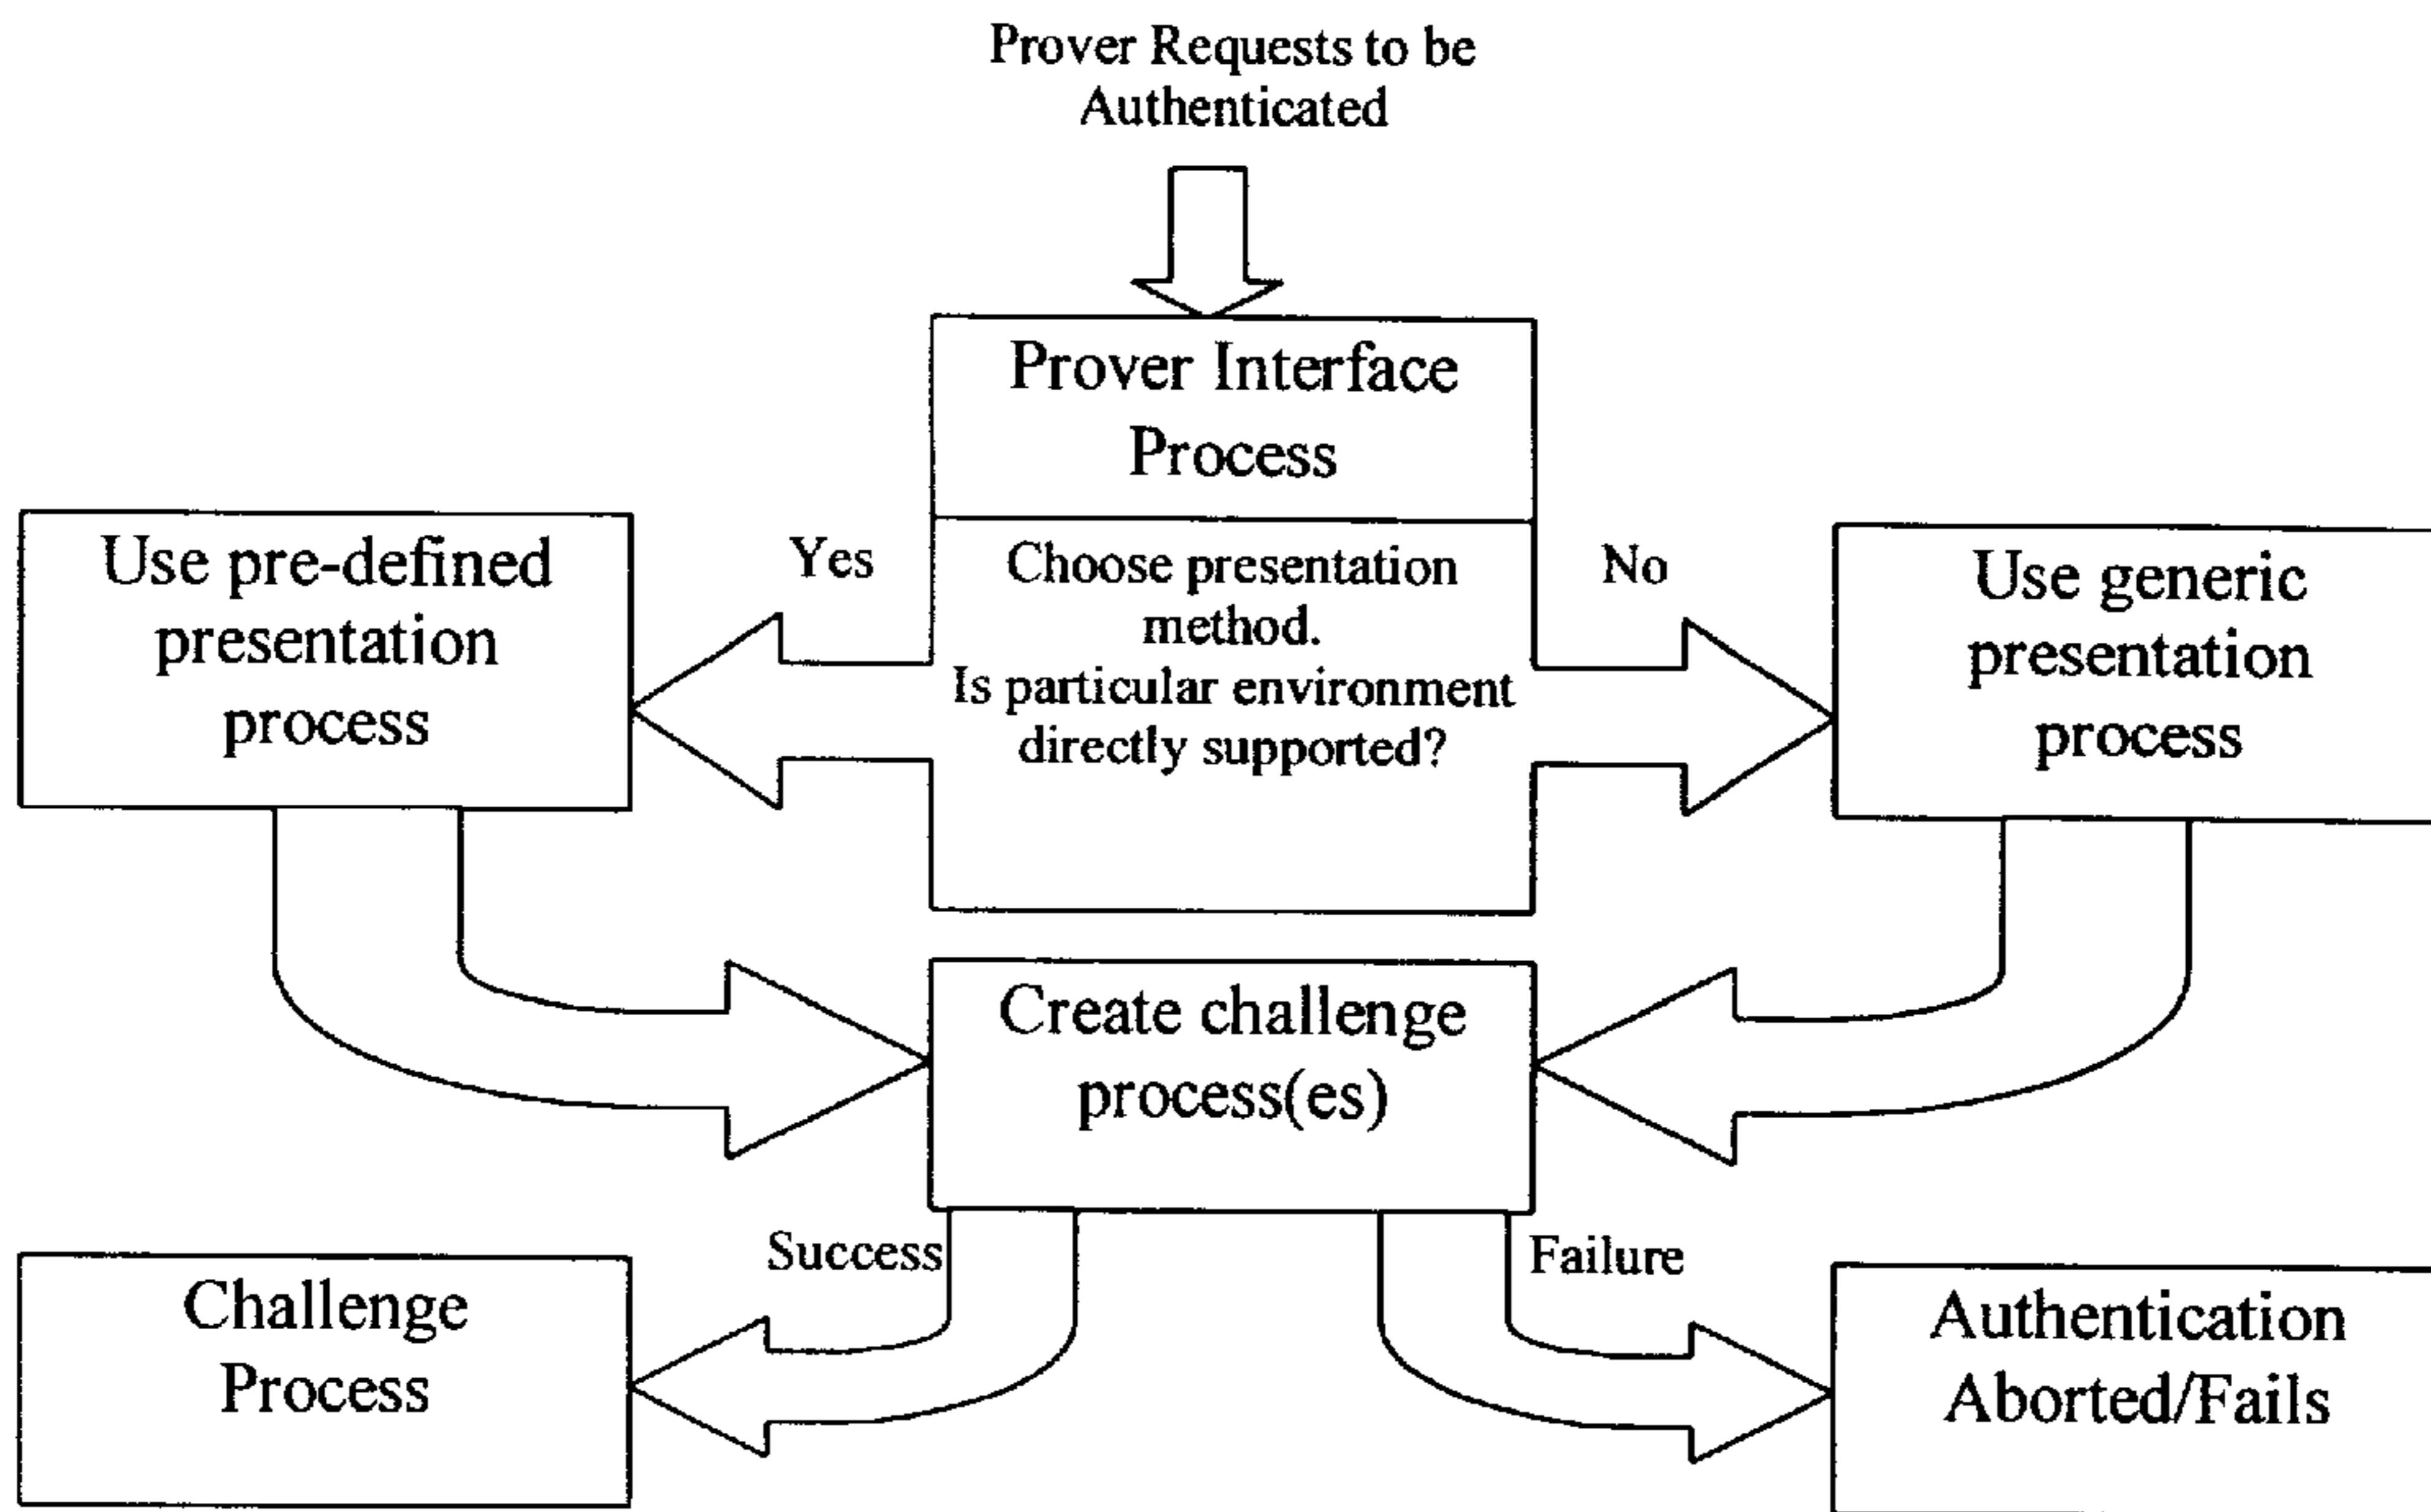 Prover Requests to be
Authenticated
Prover Interface
Process
Yes
Choose presentation
method.
Is particular environment
directly supported?
No
Use pre-defined
presentation
process
Use generic
presentation
process
Create challenge
process(es)
Success
Failure
Challenge
Process
Authentication
Aborted/Fails